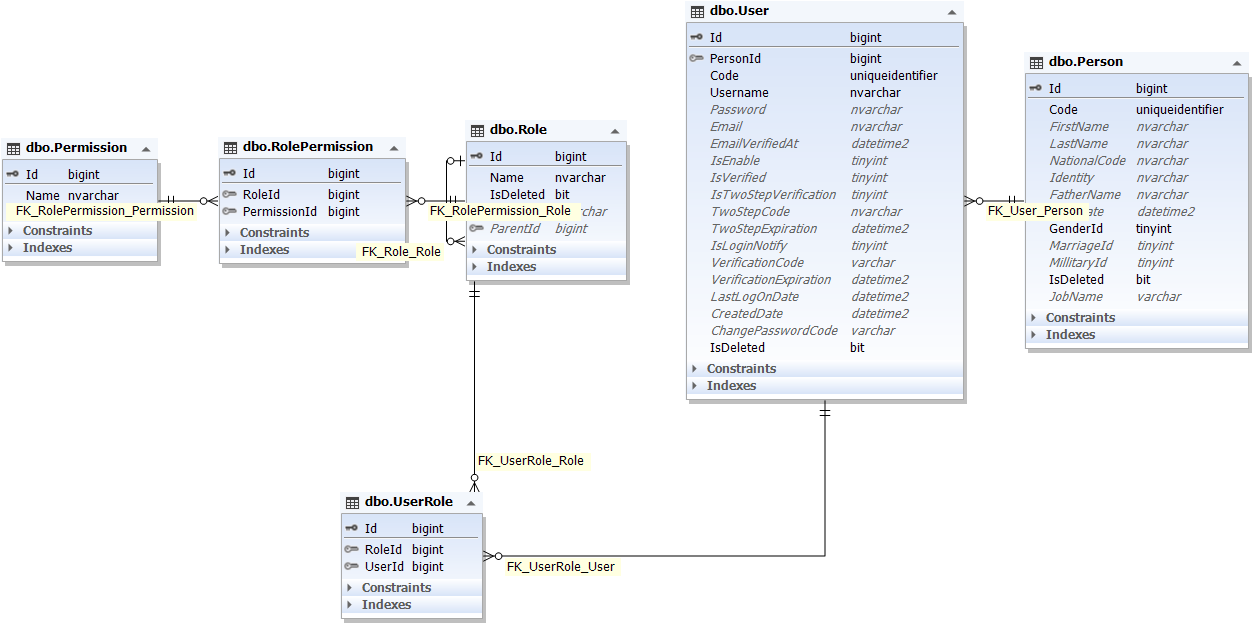 dbo.Permission
Id bigint
Name nvarchar
FK_RolePermission_Permission
Constraints
Indexes
dbo.RolePermission
Id bigint
RoleId bigint
PermissionId bigint
Constraints
Indexes
FK_Role_Role
dbo.Role
Id bigint
Name nvarchar
IsDeleted bit
FK_RolePermission_Role
ParentId bigint
Constraints
Indexes
dbo.User
Id bigint
PersonId bigint
Code uniqueidentifier
Username nvarchar
Password nvarchar
Email nvarchar
EmailVerifiedAt datetime2
IsEnable tinyint
IsVerified tinyint
IsTwoStepVerification tinyint
TwoStepCode nvarchar
TwoStepExpiration datetime2
IsLoginNotify tinyint
VerificationCode varchar
VerificationExpiration datetime2
LastLogOnDate datetime2
CreatedDate datetime2
ChangePasswordCode varchar
IsDeleted bit
Constraints
Indexes
dbo.Person
Id bigint
Code uniqueidentifier
FirstName nvarchar
LastName nvarchar
NationalCode nvarchar
Identity nvarchar
FatherName nvarchar
FK_User_Person
datetime2
GenderId tinyint
MarriageId tinyint
MilitaryId tinyint
IsDeleted bit
JobName varchar
Constraints
Indexes
FK_UserRole_Role
dbo.UserRole
Id bigint
RoleId bigint
UserId bigint
Constraints
Indexes
FK_UserRole_User